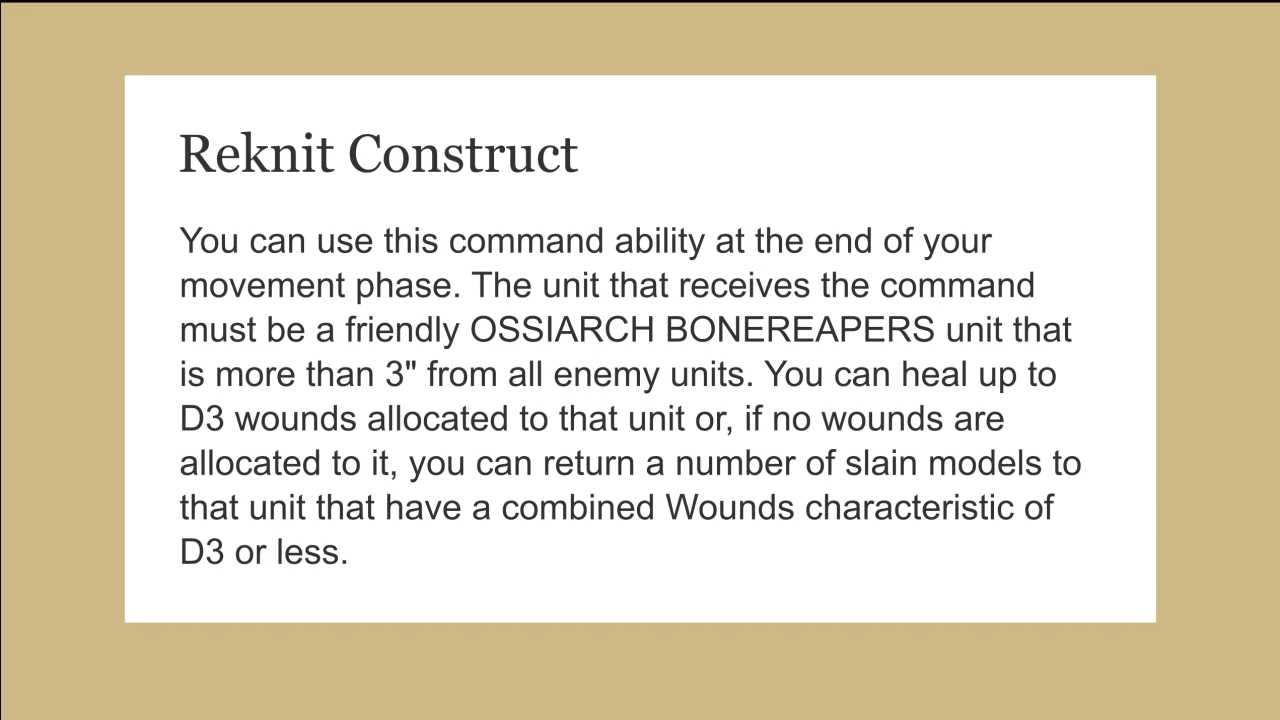 Reknit Construct
You can use this command ability at the end of your
movement phase. The unit that receives the command
must be a friendly OSSIARCH BONEREAPERS unit that
is more than 3" from all enemy units. You can heal up to
D3 wounds allocated to that unit or, if no wounds are
allocated to it, you can return a number of slain models to
that unit that have a combined Wounds characteristic of
D3 or less.